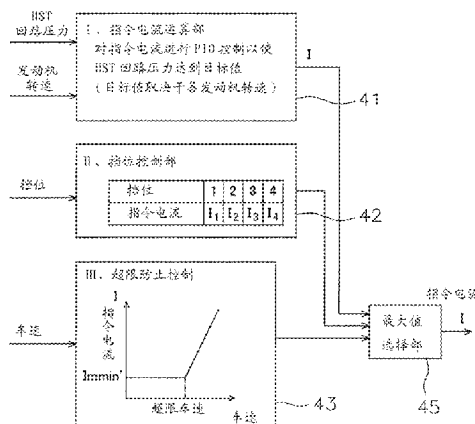 HST
回路压力
发动机
转速
I、指令电流运算部
对指令电流进行PID控制以使
HST回路压力达到目标值
(目标值取决于各发动机转速)
I
41
挡位
II、挡位控制部
挡位 1 2 3 4
指令电流 I1 I2 I3 I4
42
车速
III、超限防止控制
I
指令电流
Immin'
超限车速
车速
43
最大值
选择部
45
指令电流
I